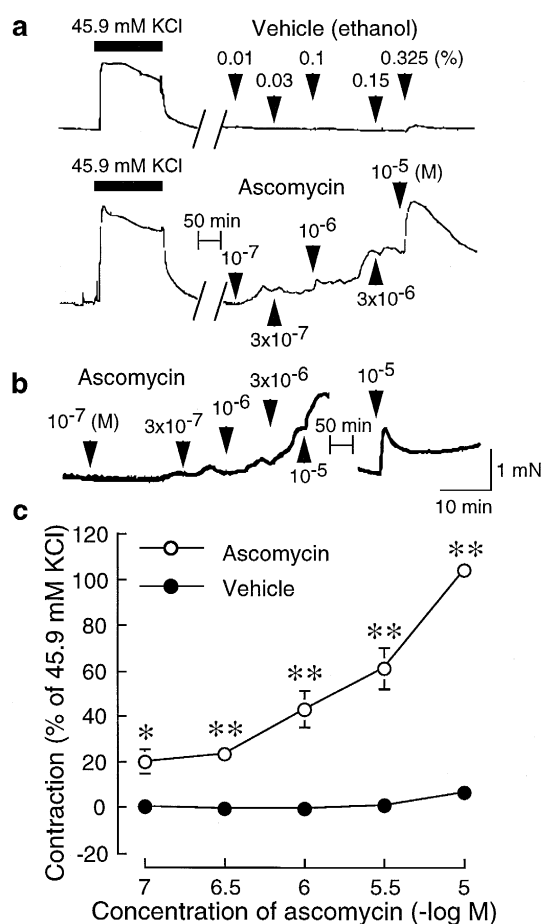 a
45.9 mM KCl
Vehicle (ethanol)
0.01
0.1
0.325 (%)
0.03
0.15
45.9 mM KCl
Ascomycin
10-5 (M)
50 min
10-7
10-6
3x10-7
3x10-6
b
Ascomycin
10-7 (M)
3x10-7
10-6
3x10-6
10-5
50 min
10-5
1 mN
10 min
c
Contraction (% of 45.9 mM KCl)
120
100
80
60
40
20
0
-20
Ascomycin
Vehicle
*
**
**
**
**
7
6.5
6
5.5
5
Concentration of ascomycin (-log M)